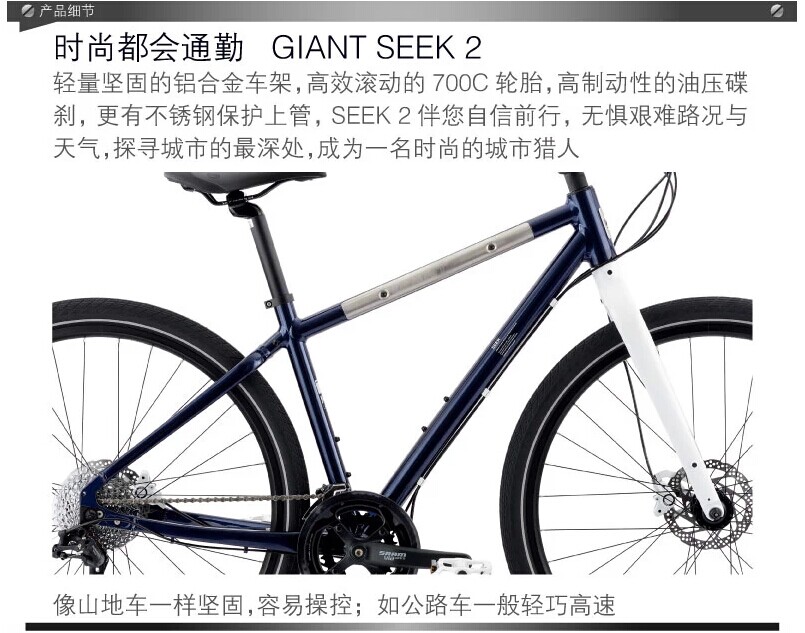 产品细节
时尚都会通勤 GIANT SEEK 2
轻量坚固的铝合金车架,高效滚动的 700C 轮胎,高制动性的油压碟
刹，更有不锈钢保护上管，SEEK 2 伴您自信前行，无惧艰难路况与
天气,探寻城市的最深处,成为一名时尚的城市猎人
SEEK
SRAM
像山地车一样坚固,容易操控；如公路车一般轻巧高速